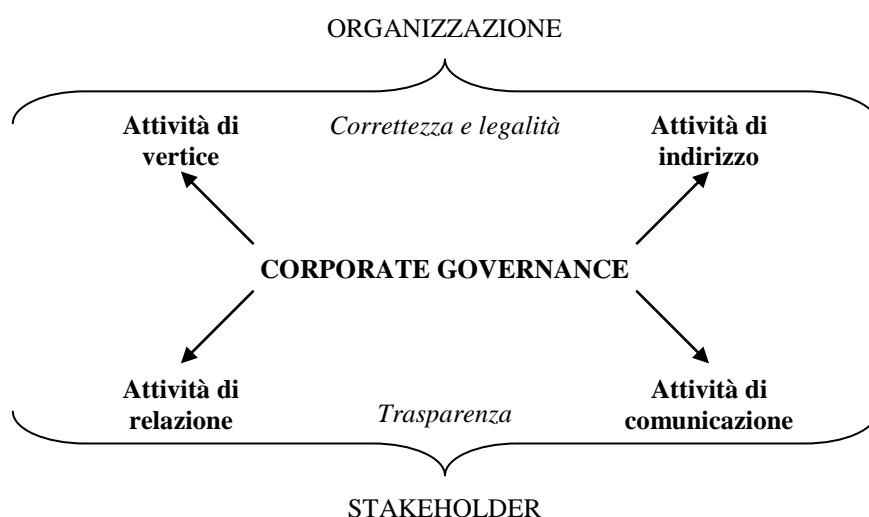 ORGANIZZAZIONE
Attività di
vertice
Correttezza e legalità
Attività di
indirizzo
CORPORATE GOVERNANCE
Attività di
relazione
Trasparenza
Attività di
comunicazione
STAKEHOLDER